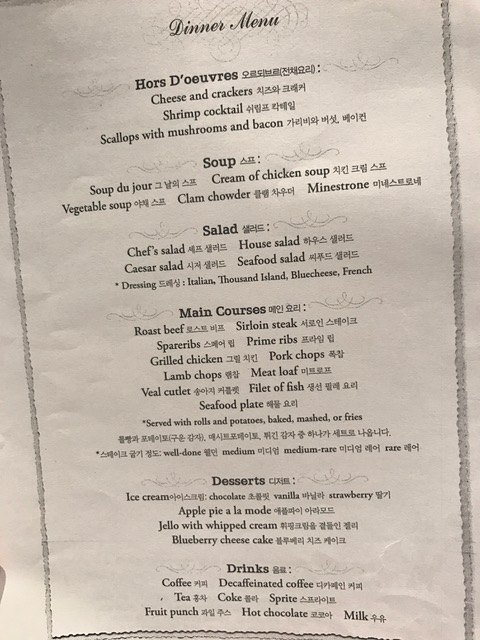 Dinner Menu
Hors D'oeuvres 오르되브르(전채요리) :
Cheese and crackers 치즈와 크래커
Shrimp cocktail 쉬림프 칵테일
Scallops with mushrooms and bacon 가리비와 버섯, 베이컨
Soup 스프 :
Soup du jour 그 날의 스프 Cream of chicken soup 치킨 크림 스프
Vegetable soup 야채 스프 Clam chowder 클램 차우더 Minestrone 미네스트로네
Salad 샐러드 :
Chef's salad 셰프 샐러드 House salad 하우스 샐러드
Caesar salad 시저 샐러드 Seafood salad 씨푸드 샐러드
* Dressing 드레싱 : Italian, Thousand Island, Bluecheese, French
Main Courses 메인 요리 :
Roast beef 로스트 비프 Sirloin steak 서로인 스테이크
Spareribs 스페어 립 Prime ribs 프라임 립
Grilled chicken 그릴 치킨 Pork chops 폭찹
Lamb chops 램찹 Meat loaf 미트로프
Veal cutlet 송아지 커틀렛 Filet of fish 생선 필레 요리
Seafood plate 해물 요리
*Served with rolls and potatoes, baked, mashed, or fries
롤빵과 포테이토(구운 감자), 매시트포테이토, 튀긴 감자 중 하나가 세트로 나옵니다.
*스테이크 굽기 정도: well-done 웰던 medium 미디엄 medium-rare 미디엄 레어 rare 레어
Desserts 디저트 :
Ice cream아이스크림: chocolate 초콜릿 vanilla 바닐라 strawberry 딸기
Apple pie a la mode 애플파이 아라모드
Jello with whipped cream 휘핑크림을 곁들인 젤리
Blueberry cheese cake 블루베리 치즈 케이크
Drinks 음료 :
Coffee 커피 Decaffeinated coffee 디카페인 커피
Tea 홍차 Coke 콜라 Sprite 스프라이트
Fruit punch 과일 주스 Hot chocolate 코코아 Milk 우유